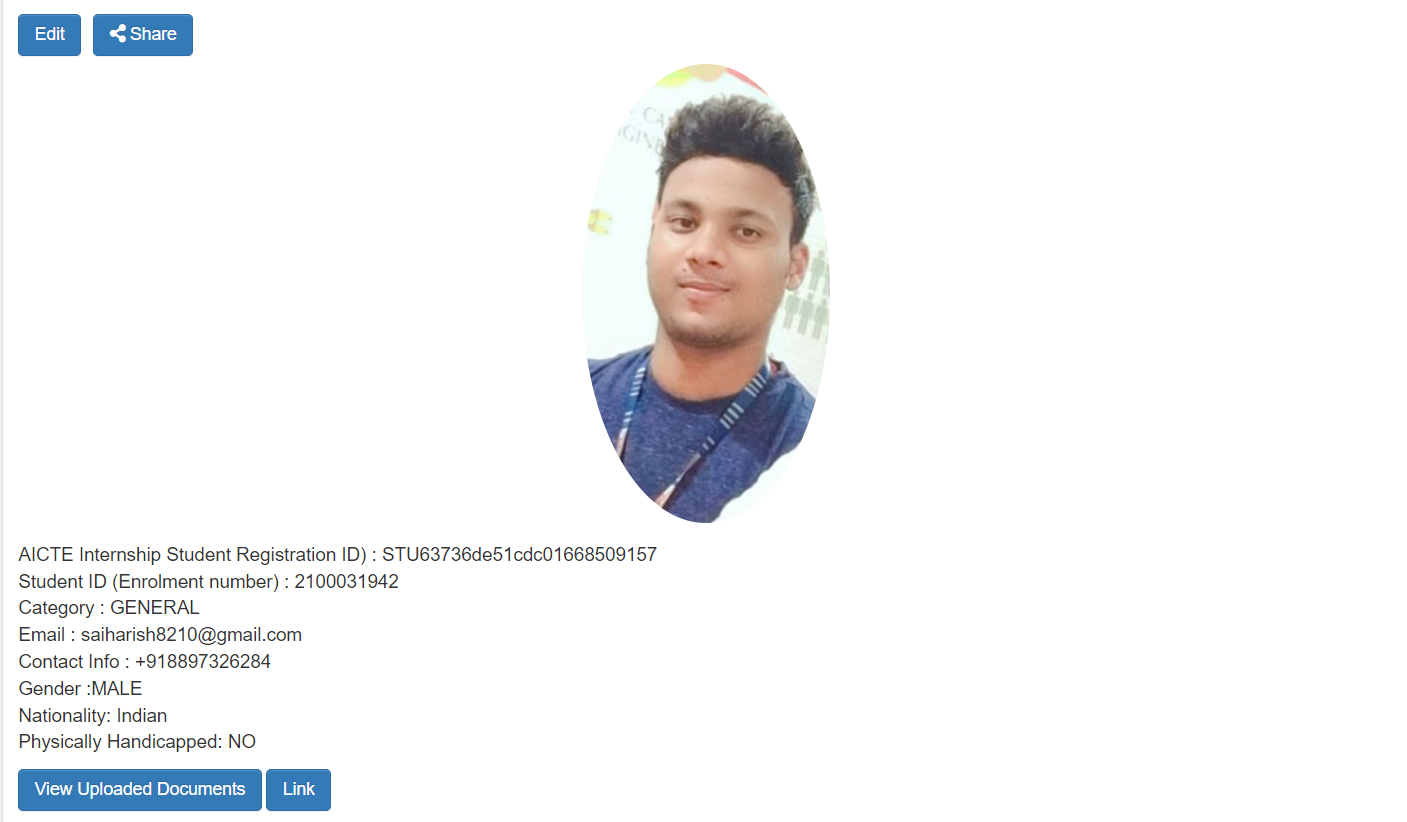 Edit Share
AICTE Internship Student Registration ID) : STU63736de51cdc01668509157
Student ID (Enrolment number) : 2100031942
Category : GENERAL
Email : saiharish8210@gmail.com
Contact Info : +918897326284
Gender :MALE
Nationality: Indian
Physically Handicapped: NO
View Uploaded Documents Link